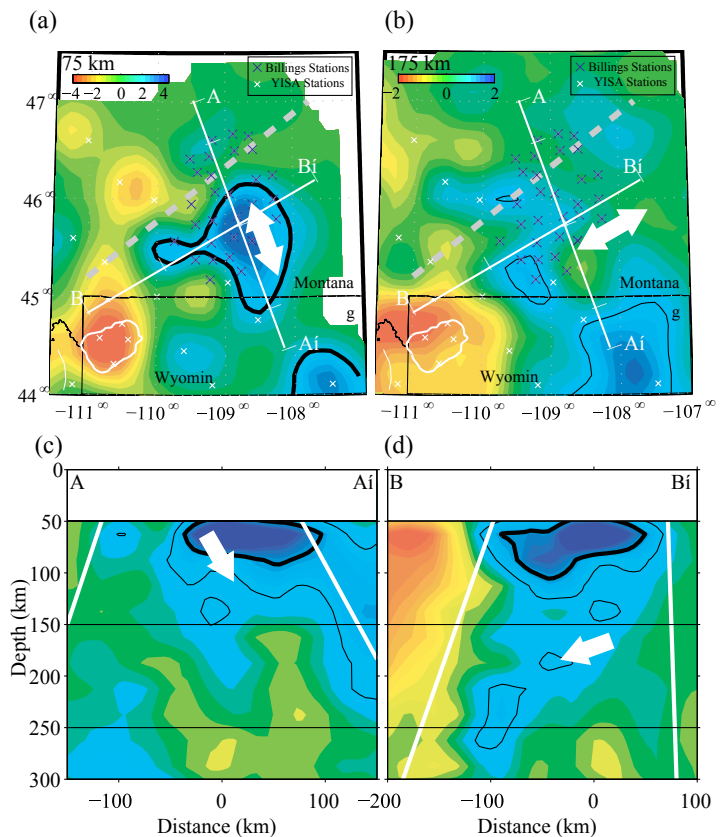 (a)
(b)
75 km
−4 −2 0 2 4
Billings Stations
YISA Stations
175 km
−2 0 2
Billings Stations
YISA Stations
47∞
46∞
45∞
44∞
A
Bí
B
Aí
Montana
g
Wyomin
A
Bí
B
Aí
Montana
g
Wyomin
−111∞ −110∞ −109∞ −108∞
−111∞ −110∞ −109∞ −108∞ −107∞
(c)
(d)
A Aí
B Bí
0
50
100
150
200
250
300
Depth (km)
−100 0 100
−200 −100 0 100
Distance (km)
Distance (km)